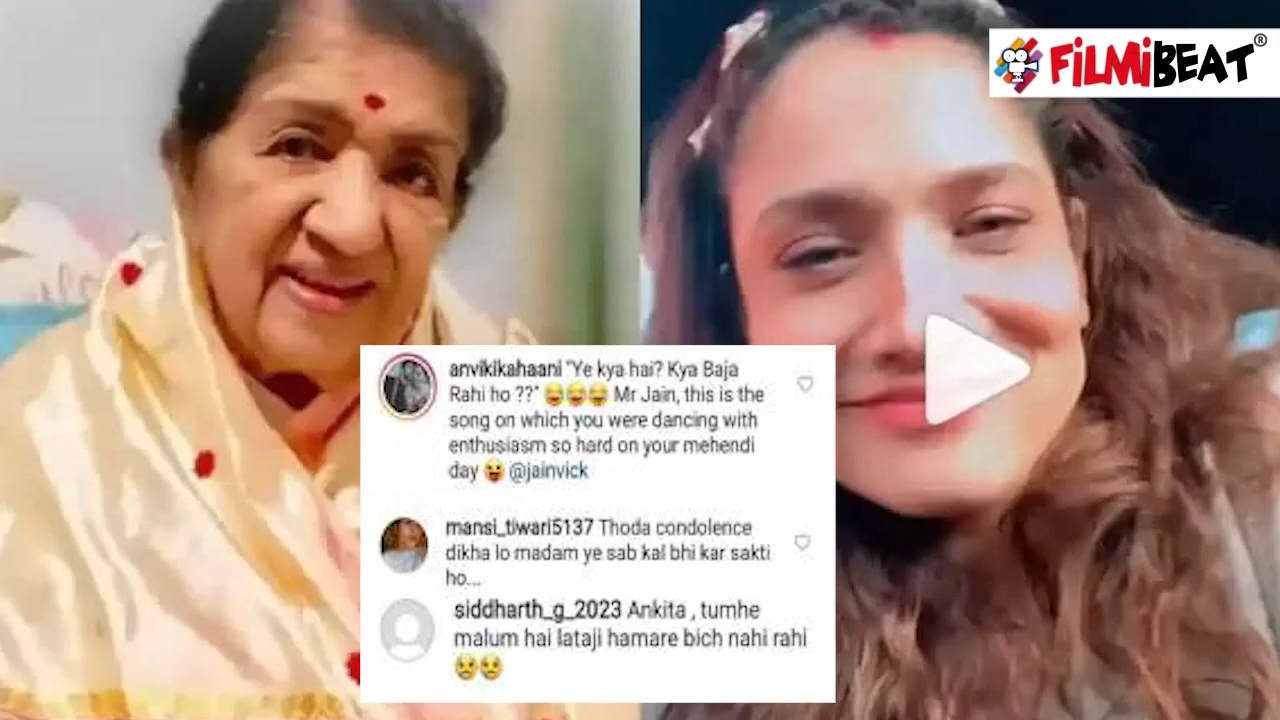 FILMIBEAT®
anvikikahaani "Ye kya hai? Kya Baja
Rahi ho ??" 😂😂😂 Mr Jain, this is the
song on which you were dancing with
enthusiasm so hard on your mehendi
day 😜 @jainvick
mansi_tiwari5137 Thoda condolence
dikha lo madam ye sab kal bhi kar sakti
ho...
siddharth_g_2023 Ankita , tumhe
malum hai lataji hamare bich nahi rahi
😢😢